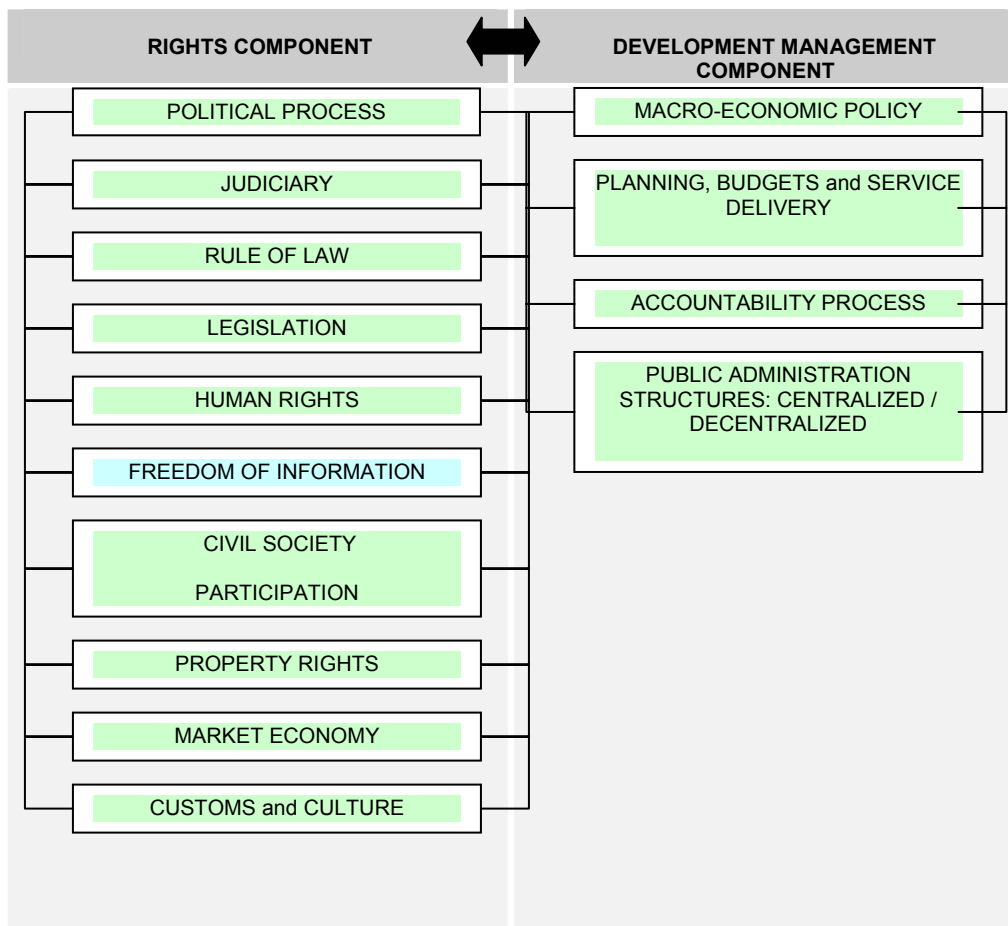 RIGHTS COMPONENT
POLITICAL PROCESS
JUDICIARY
RULE OF LAW
LEGISLATION
HUMAN RIGHTS
FREEDOM OF INFORMATION
CIVIL SOCIETY
PARTICIPATION
PROPERTY RIGHTS
MARKET ECONOMY
CUSTOMS and CULTURE
DEVELOPMENT MANAGEMENT
COMPONENT
MACRO-ECONOMIC POLICY
PLANNING, BUDGETS and SERVICE
DELIVERY
ACCOUNTABILITY PROCESS
PUBLIC ADMINISTRATION
STRUCTURES: CENTRALIZED /
DECENTRALIZED